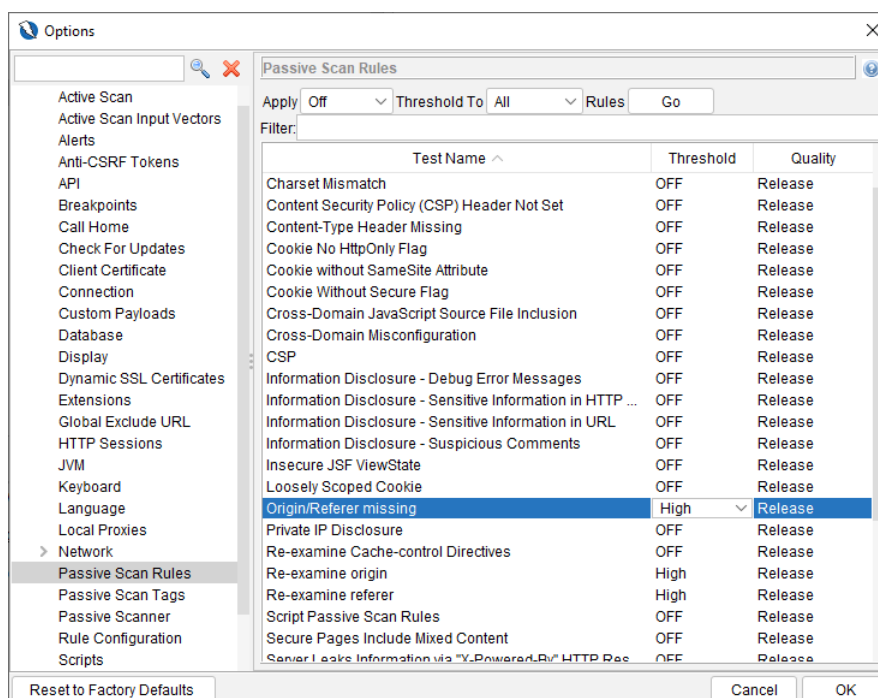 Options
Passive Scan Rules
Apply Off Threshold To All Rules Go
Filter:
Active Scan
Active Scan Input Vectors
Alerts
Anti-CSRF Tokens
API
Breakpoints
Call Home
Check For Updates
Client Certificate
Connection
Custom Payloads
Database
Display
Dynamic SSL Certificates
Extensions
Global Exclude URL
HTTP Sessions
JVM
Keyboard
Language
Local Proxies
Network
Passive Scan Rules
Passive Scan Tags
Passive Scanner
Rule Configuration
Scripts
Test Name Threshold Quality
Charset Mismatch OFF Release
Content Security Policy (CSP) Header Not Set OFF Release
Content-Type Header Missing OFF Release
Cookie No HttpOnly Flag OFF Release
Cookie without SameSite Attribute OFF Release
Cookie Without Secure Flag OFF Release
Cross-Domain JavaScript Source File Inclusion OFF Release
Cross-Domain Misconfiguration OFF Release
CSP OFF Release
Information Disclosure - Debug Error Messages OFF Release
Information Disclosure - Sensitive Information in HTTP ... OFF Release
Information Disclosure - Sensitive Information in URL OFF Release
Information Disclosure - Suspicious Comments OFF Release
Insecure JSF ViewState OFF Release
Loosely Scoped Cookie OFF Release
Origin/Referer missing High Release
Private IP Disclosure OFF Release
Re-examine Cache-control Directives OFF Release
Re-examine origin High Release
Re-examine referer High Release
Script Passive Scan Rules OFF Release
Secure Pages Include Mixed Content OFF Release
Server Leaks Information via "X-Powered-By" HTTP Res OFF Release
Reset to Factory Defaults Cancel OK